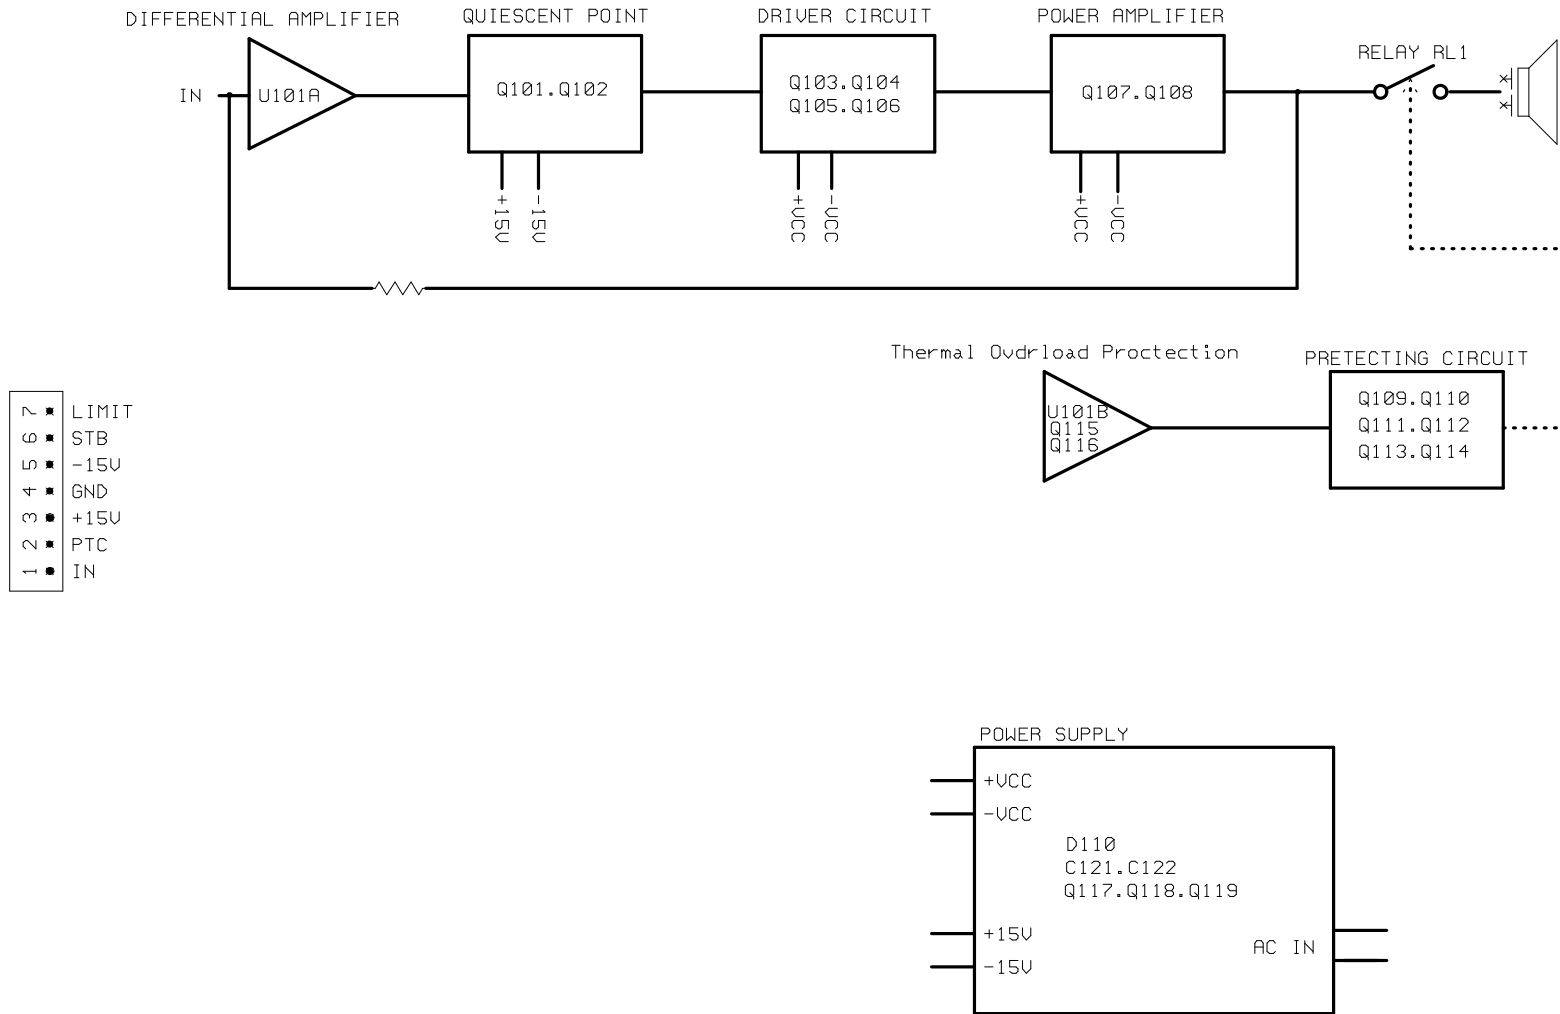 DIFFERENTIAL AMPLIFIER
QUIESCENT POINT
DRIVER CIRCUIT
POWER AMPLIFIER
RELAY RL1
IN
U101A
Q101.Q102
Q103.Q104
Q105.Q106
Q107.Q108
+15V
-15V
+VCC
-VCC
+VCC
-VCC
Thermal Ovdrload Proctection
PRETECTING CIRCUIT
U101B
Q115
Q116
Q109.Q110
Q111.Q112
Q113.Q114
7 LIMIT
6 STB
5 -15V
4 GND
3 +15V
2 PTC
1 IN
POWER SUPPLY
+VCC
-VCC
D110
C121.C122
Q117.Q118.Q119
+15V
-15V
AC IN